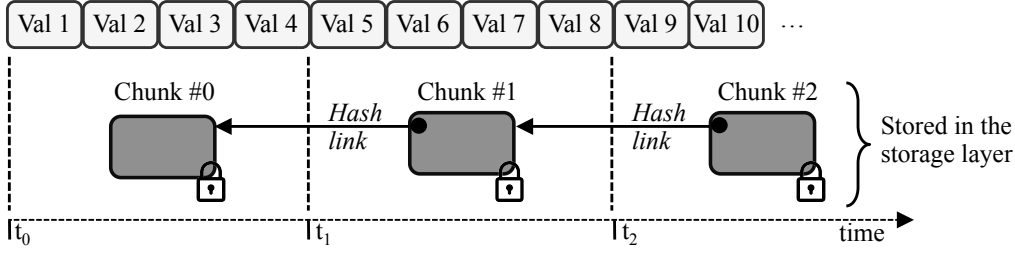 Val 1 Val 2 Val 3 Val 4 Val 5 Val 6 Val 7 Val 8 Val 9 Val 10 ...
Chunk #0 Chunk #1 Chunk #2
Hash link
Hash link
Stored in the
storage layer
t0 t1 t2 time